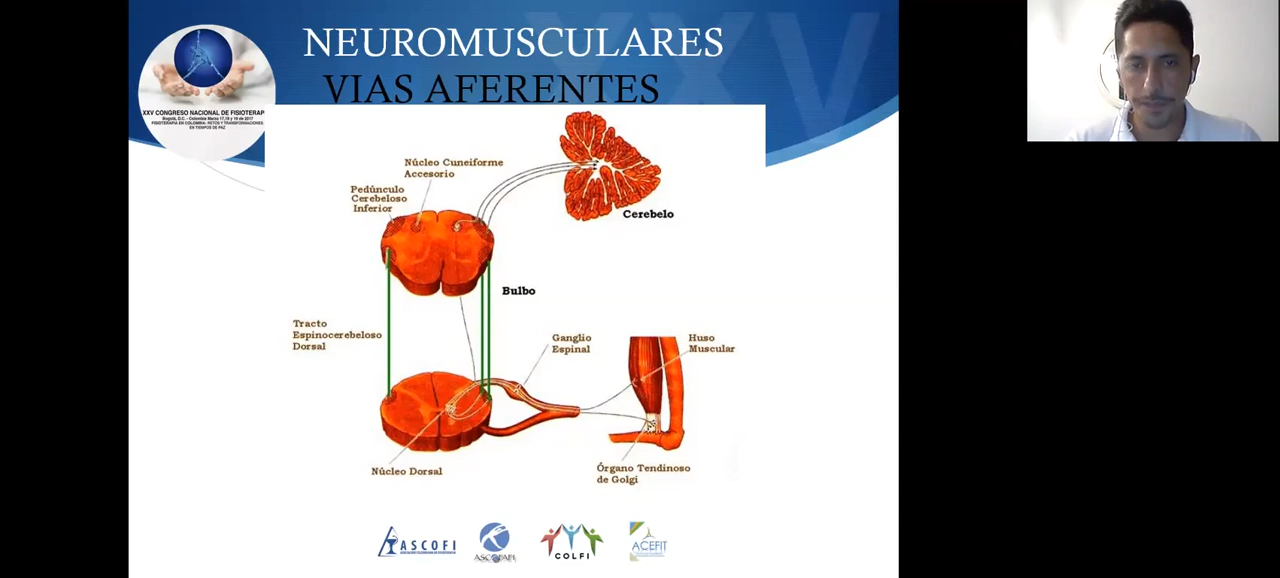 NEUROMUSCULARES
VIAS AFERENTES
XXV CONGRESO NACIONAL DE FISIOTERAP
Bogotá, D.C. - Colombia Marzo 17,18 y 19 de 2017
FISIOTERAPIA EN COLOMBIA: RETOS Y TRANSFORMACIONES
EN TIEMPOS DE PAZ
XXV
Núcleo Cuneiforme
Accesorio
Pedúnculo
Cerebeloso
Inferior
Cerebelo
Bulbo
Tracto
Espinocerebeloso
Dorsal
Ganglio
Espinal
Huso
Muscular
Núcleo Dorsal
Órgano Tendinoso
de Golgi
ASCOFI
ASCOFAFI
COLFI
ACEFIT